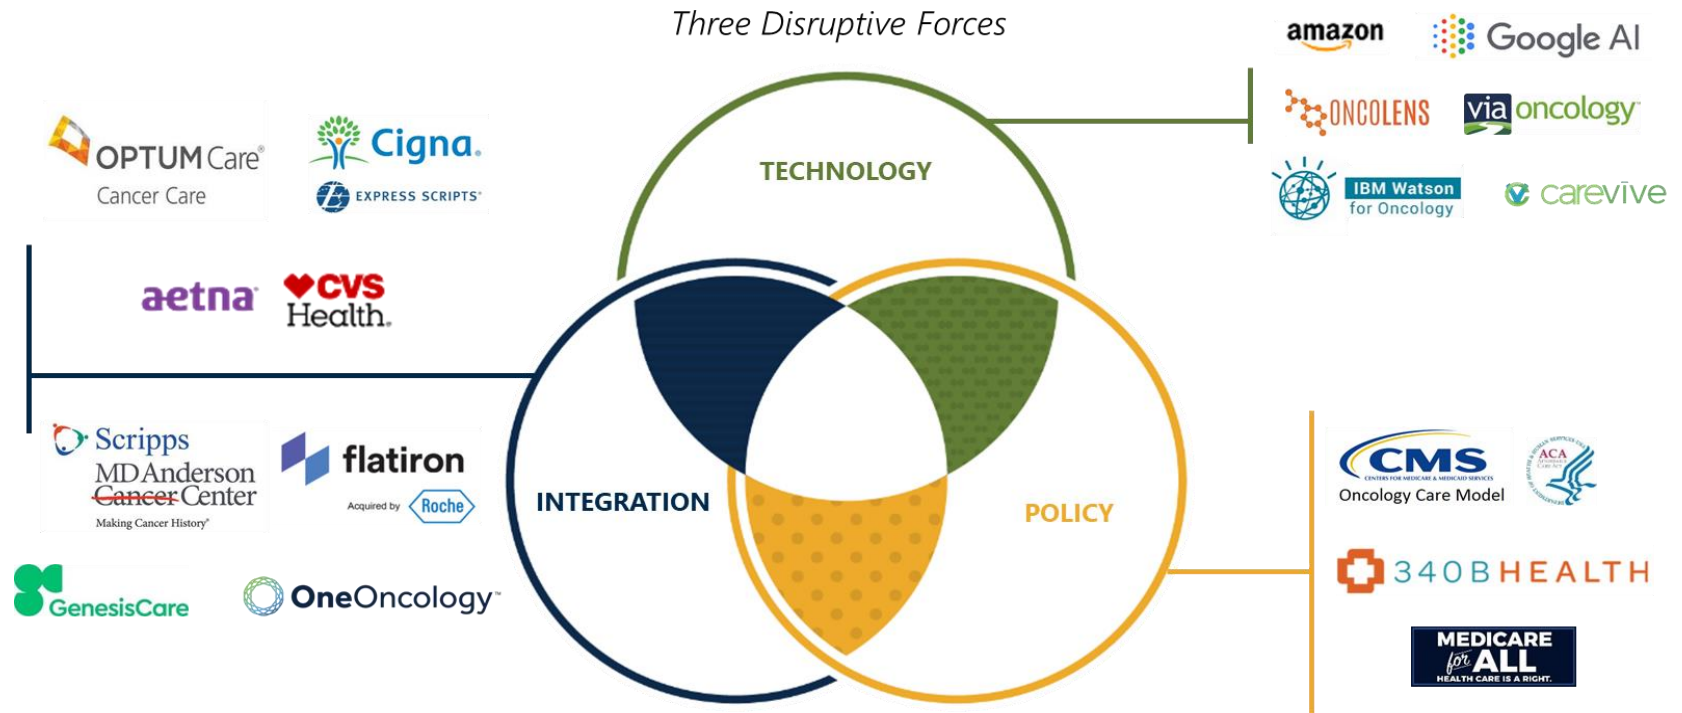 Three Disruptive Forces
amazon
Google AI
ONCOLENS
via oncology™
IBM Watson
for Oncology
carevive
TECHNOLOGY
OPTUM Care®
Cancer Care
Cigna.
EXPRESS SCRIPTS®
aetna®
CVS
Health.
Scripps
MD Anderson
Cancer Center
Making Cancer History®
flatiron
Acquired by Roche
GenesisCare
OneOncology™
INTEGRATION
POLICY
CMS
CENTERS FOR MEDICARE & MEDICAID SERVICES
Oncology Care Model
ACA
340BHEALTH
MEDICARE
for ALL
HEALTH CARE IS A RIGHT.